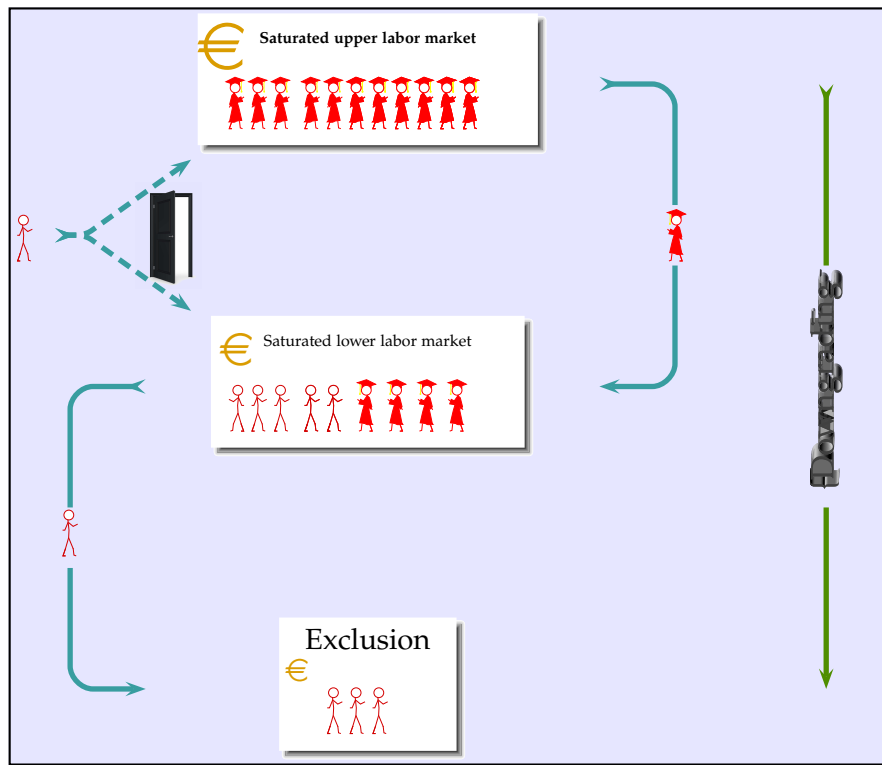 € Saturated upper labor market
€ Saturated lower labor market
Downgrading
Exclusion
€